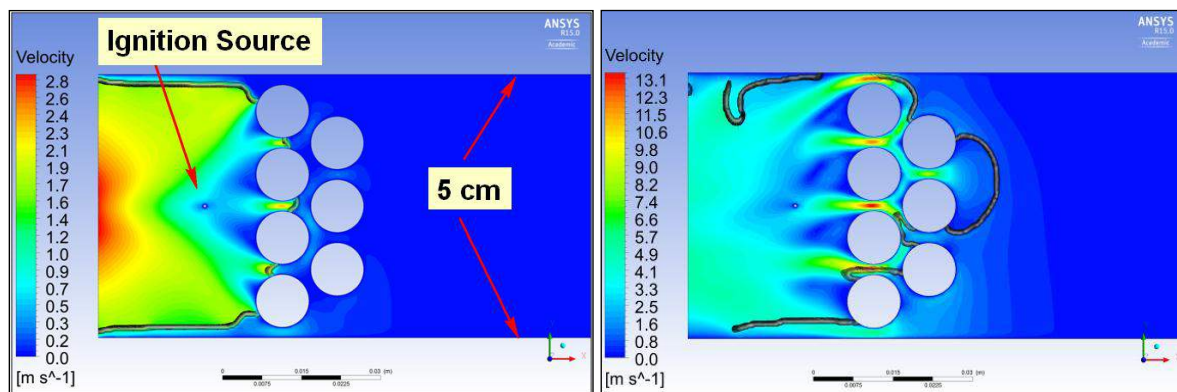 ANSYS
R15.0
Academic
Ignition Source
Velocity
2.8
2.6
2.4
2.2
2.1
1.9
1.7
1.5
1.4
1.2
1.0
0.9
0.7
0.5
0.3
0.2
0.0
[m s^-1]
5 cm
0 0.015 0.03 (m)
0.0075 0.0225
X
ANSYS
R15.0
Academic
Velocity
13.1
12.3
11.5
10.6
9.8
9.0
8.2
7.4
6.6
5.7
4.9
4.1
3.3
2.5
1.6
0.8
0.0
[m s^-1]
0 0.015 0.03 (m)
0.0075 0.0225
X